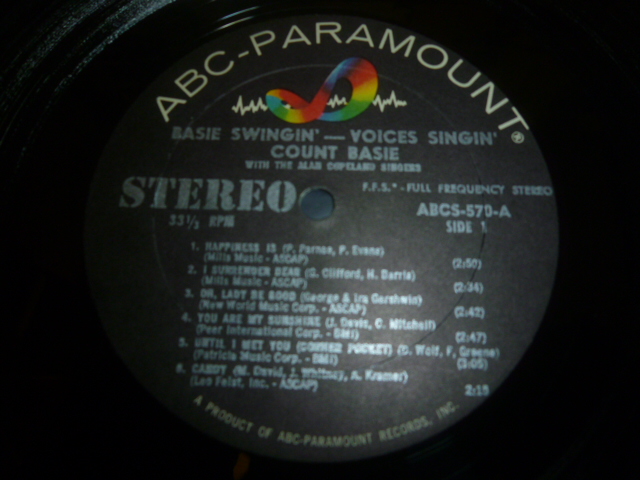 ABC-PARAMOUNT®
BASIE SWINGIN' — VOICES SINGIN'
COUNT BASIE
WITH THE ALAN COPELAND SINGERS
STEREO
F.F.S.* - FULL FREQUENCY STEREO
33⅓ RPM
ABCS-570-A
SIDE 1
1. HAPPINESS IS (P. Parnes, P. Evans)
(Mills Music - ASCAP) (2:50)
2. I SURRENDER DEAR (G. Clifford, H. Barris)
(Mills Music - ASCAP) (2:34)
3. OH, LADY BE GOOD (George & Ira Gershwin)
(New World Music Corp. - ASCAP) (2:42)
4. YOU ARE MY SUNSHINE (J. Davis, C. Mitchell)
(Peer International Corp. - BMI) (2:47)
5. UNTIL I MET YOU (CORNER POCKET) (D. Wolf, F. Greene)
(Patricia Music Corp. - BMI) (3:05)
6. CANDY (M. David, J. Whitney, A. Kramer)
(Leo Feist, Inc. - ASCAP) 2:18
A PRODUCT OF ABC-PARAMOUNT RECORDS, INC.